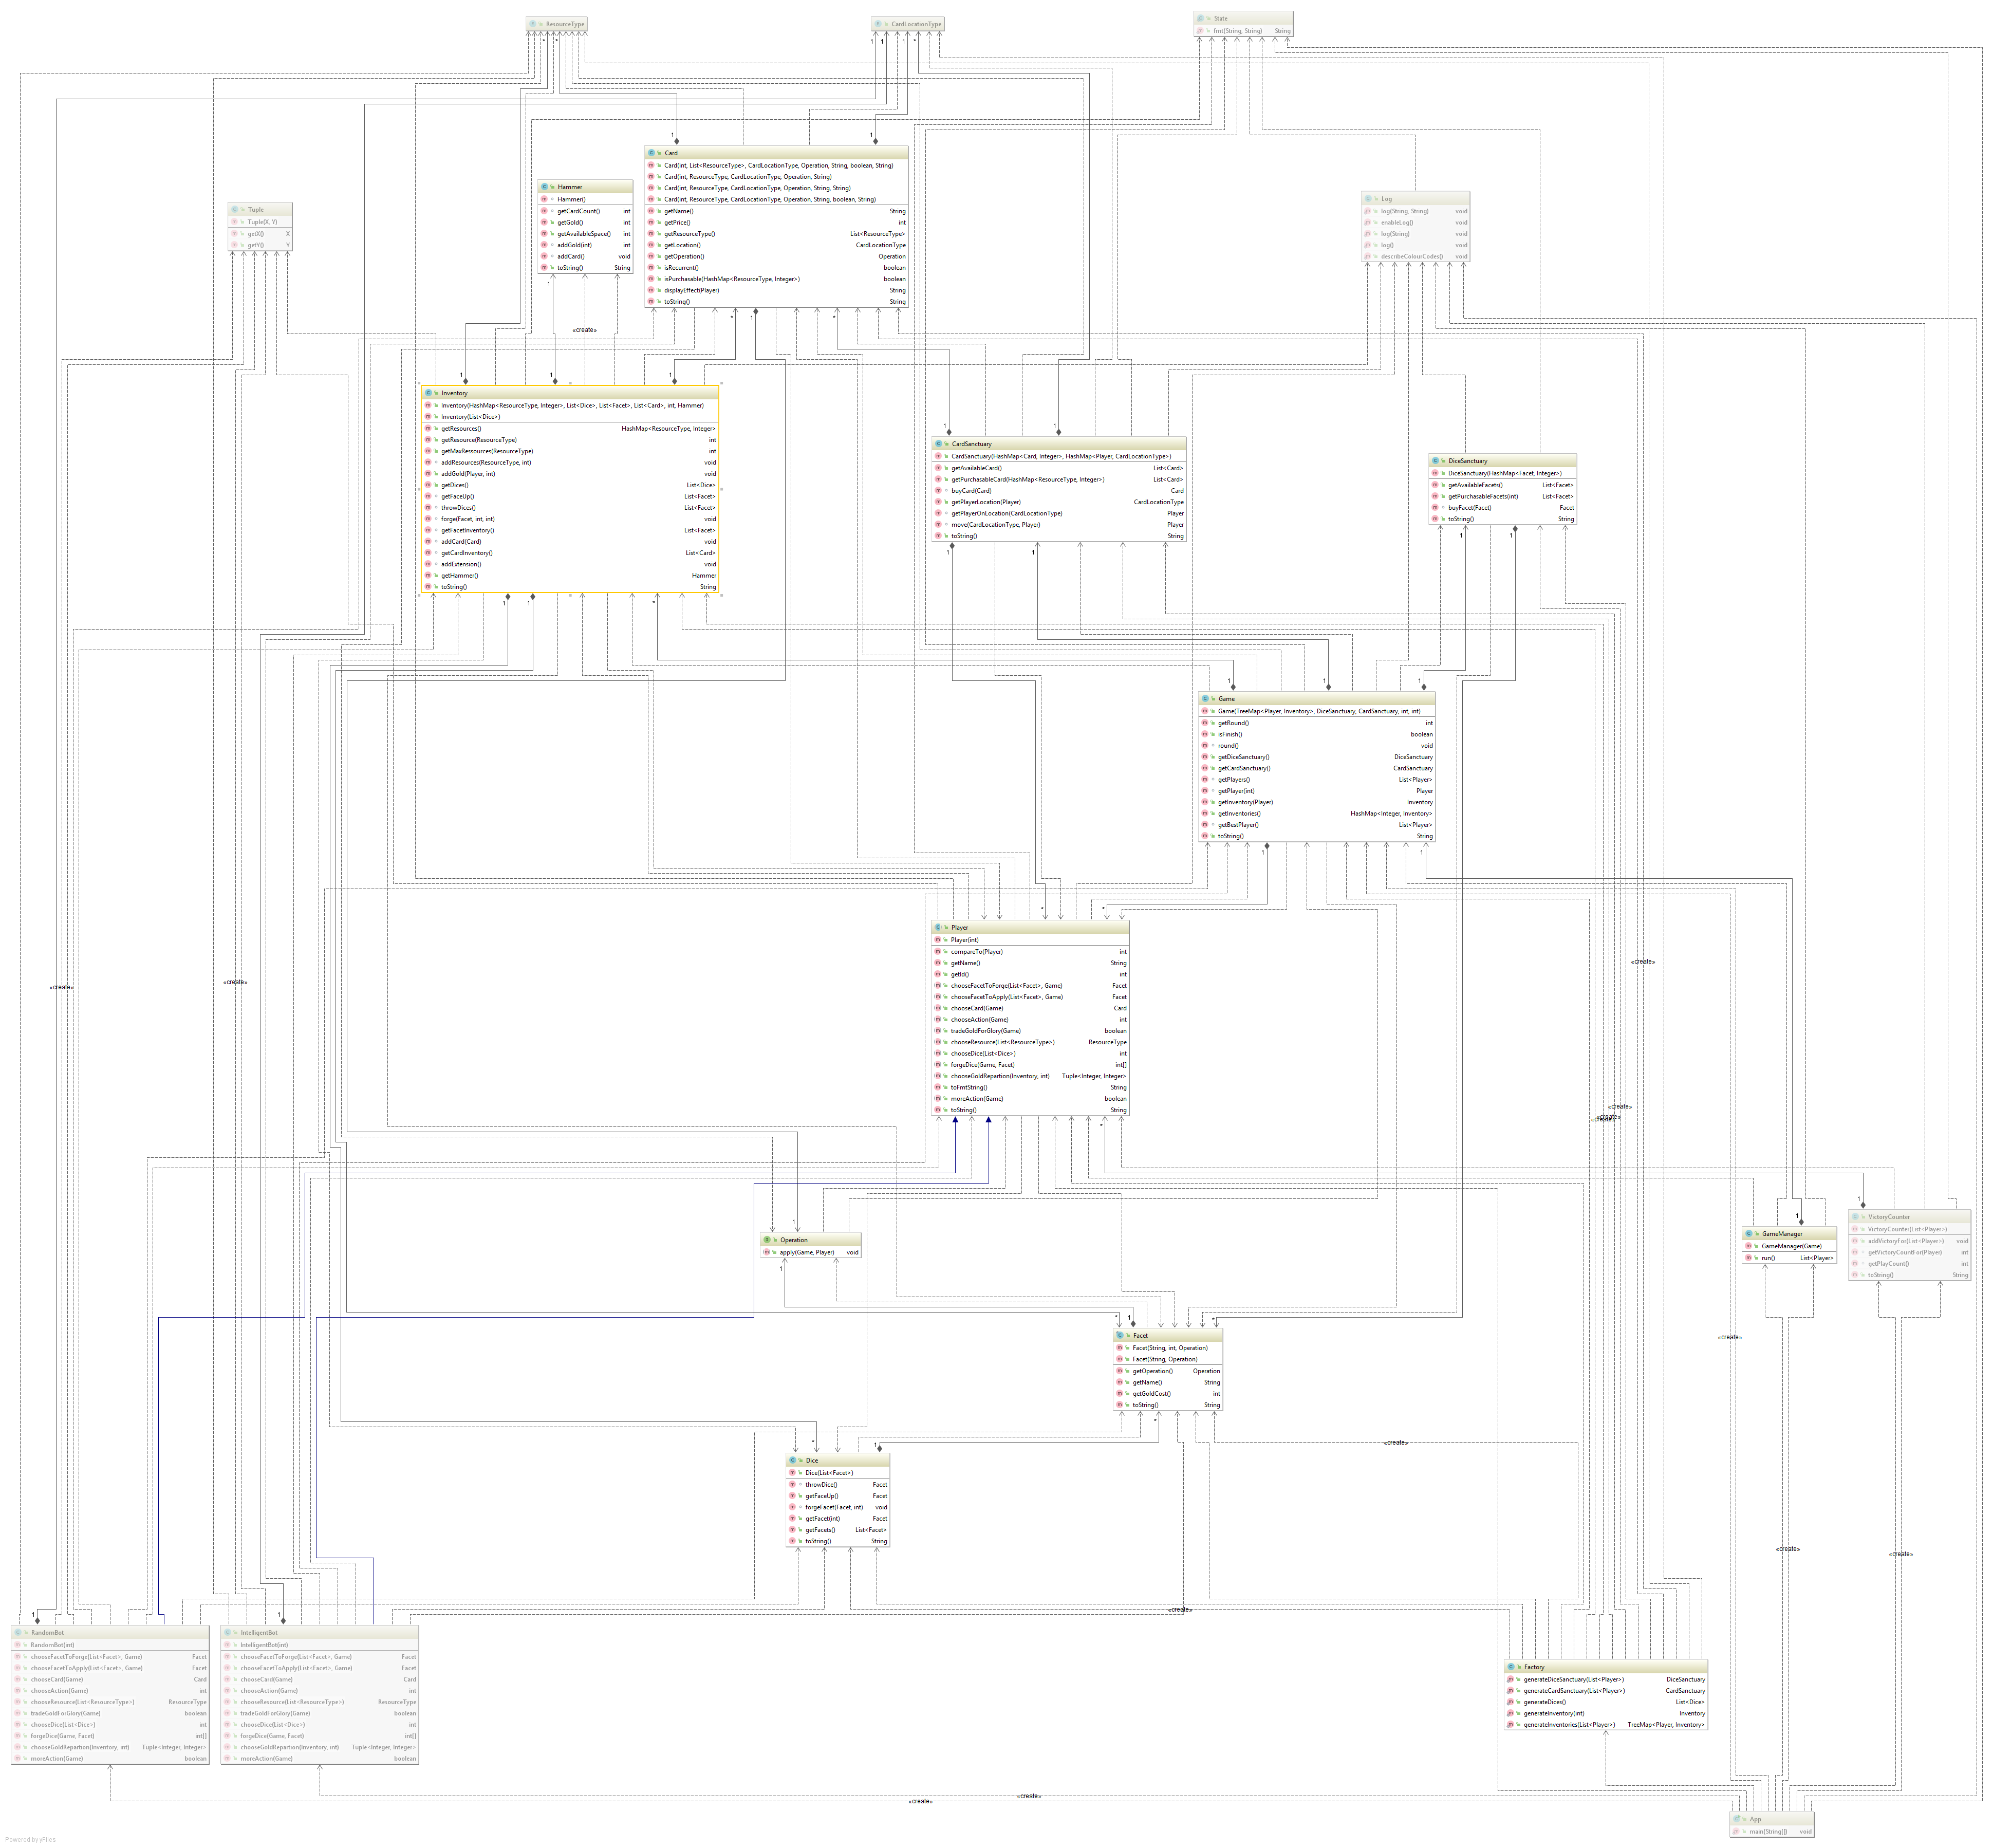 ResourceType
CardLocationType
State
fmt(String, String) String
Card
Card(int, List<ResourceType>, CardLocationType, Operation, String, boolean, String)
Card(int, ResourceType, CardLocationType, Operation, String)
Card(int, ResourceType, CardLocationType, Operation, String, String)
Card(int, ResourceType, CardLocationType, Operation, String, boolean, String)
getName() String
getPrice() int
getResourceType() List<ResourceType>
getLocation() CardLocationType
getOperation() Operation
isRecurrent() boolean
isPurchasable(HashMap<ResourceType, Integer>) boolean
displayEffect(Player) String
toString() String
Hammer
Hammer()
getCardCount() int
getGold() int
getAvailableSpace() int
addGold(int) int
addCard() void
toString() String
Tuple
Tuple(X, Y)
getX() X
getY() Y
Log
log(String, String) void
enableLog() void
log(String) void
log() void
describeColourCodes() void
«create»
Inventory
Inventory(HashMap<ResourceType, Integer>, List<Dice>, List<Facet>, List<Card>, int, Hammer)
Inventory(List<Dice>)
getResources() HashMap<ResourceType, Integer>
getResource(ResourceType) int
getMaxRessources(ResourceType) int
addResources(ResourceType, int) void
addGold(Player, int) void
getDices() List<Dice>
getFaceUp() List<Facet>
throwDices() List<Facet>
forge(Facet, int, int) void
getFacetInventory() List<Facet>
addCard(Card) void
getCardInventory() List<Card>
addExtension() void
getHammer() Hammer
toString() String
CardSanctuary
CardSanctuary(HashMap<Card, Integer>, HashMap<Player, CardLocationType>)
getAvailableCard() List<Card>
getPurchasableCard(HashMap<ResourceType, Integer>) List<Card>
buyCard(Card) Card
getPlayerLocation(Player) CardLocationType
getPlayerOnLocation(CardLocationType) Player
move(CardLocationType, Player) Player
toString() String
DiceSanctuary
DiceSanctuary(HashMap<Facet, Integer>)
getAvailableFacets() List<Facet>
getPurchasableFacets(int) List<Facet>
buyFacet(Facet) Facet
toString() String
Game
Game(TreeMap<Player, Inventory>, DiceSanctuary, CardSanctuary, int, int)
getRound() int
isFinish() boolean
round() void
getDiceSanctuary() DiceSanctuary
getCardSanctuary() CardSanctuary
getPlayers() List<Player>
getPlayer(int) Player
getInventory(Player) Inventory
getInventories() HashMap<Integer, Inventory>
getBestPlayer() List<Player>
toString() String
Player
Player(int)
compareTo(Player) int
getName() String
getId() int
chooseFacetToForge(List<Facet>, Game) Facet
chooseFacetToApply(List<Facet>, Game) Facet
chooseCard(Game) Card
chooseAction(Game) int
tradeGoldForGlory(Game) boolean
chooseResource(List<ResourceType>) ResourceType
chooseDice(List<Dice>) int
forgeDice(Game, Facet) int[]
chooseGoldRepartion(Inventory, int) Tuple<Integer, Integer>
toFmtString() String
moreAction(Game) boolean
toString() String
«create»
«create»
«create»
«create»
«create»
Operation
apply(Game, Player) void
GameManager
GameManager(Game)
run() List<Player>
VictoryCounter
VictoryCounter(List<Player>)
addVictoryFor(List<Player>) void
getVictoryCountFor(Player) int
getPlayCount() int
toString() String
«create»
Facet
Facet(String, int, Operation)
Facet(String, Operation)
getOperation() Operation
getName() String
getGoldCost() int
toString() String
«create»
Dice
Dice(List<Facet>)
throwDice() Facet
getFaceUp() Facet
forgeFacet(Facet, int) void
getFacet(int) Facet
getFacets() List<Facet>
toString() String
«create»
«create»
«create»
RandomBot
RandomBot(int)
chooseFacetToForge(List<Facet>, Game) Facet
chooseFacetToApply(List<Facet>, Game) Facet
chooseCard(Game) Card
chooseAction(Game) int
chooseResource(List<ResourceType>) ResourceType
tradeGoldForGlory(Game) boolean
chooseDice(List<Dice>) int
forgeDice(Game, Facet) int[]
chooseGoldRepartion(Inventory, int) Tuple<Integer, Integer>
moreAction(Game) boolean
IntelligentBot
IntelligentBot(int)
chooseFacetToForge(List<Facet>, Game) Facet
chooseFacetToApply(List<Facet>, Game) Facet
chooseCard(Game) Card
chooseAction(Game) int
chooseResource(List<ResourceType>) ResourceType
tradeGoldForGlory(Game) boolean
chooseDice(List<Dice>) int
forgeDice(Game, Facet) int[]
chooseGoldRepartion(Inventory, int) Tuple<Integer, Integer>
moreAction(Game) boolean
Factory
generateDiceSanctuary(List<Player>) DiceSanctuary
generateCardSanctuary(List<Player>) CardSanctuary
generateDices() List<Dice>
generateInventory(int) Inventory
generateInventories(List<Player>) TreeMap<Player, Inventory>
«create»
«create»
App
main(String[]) void
Powered by yFiles